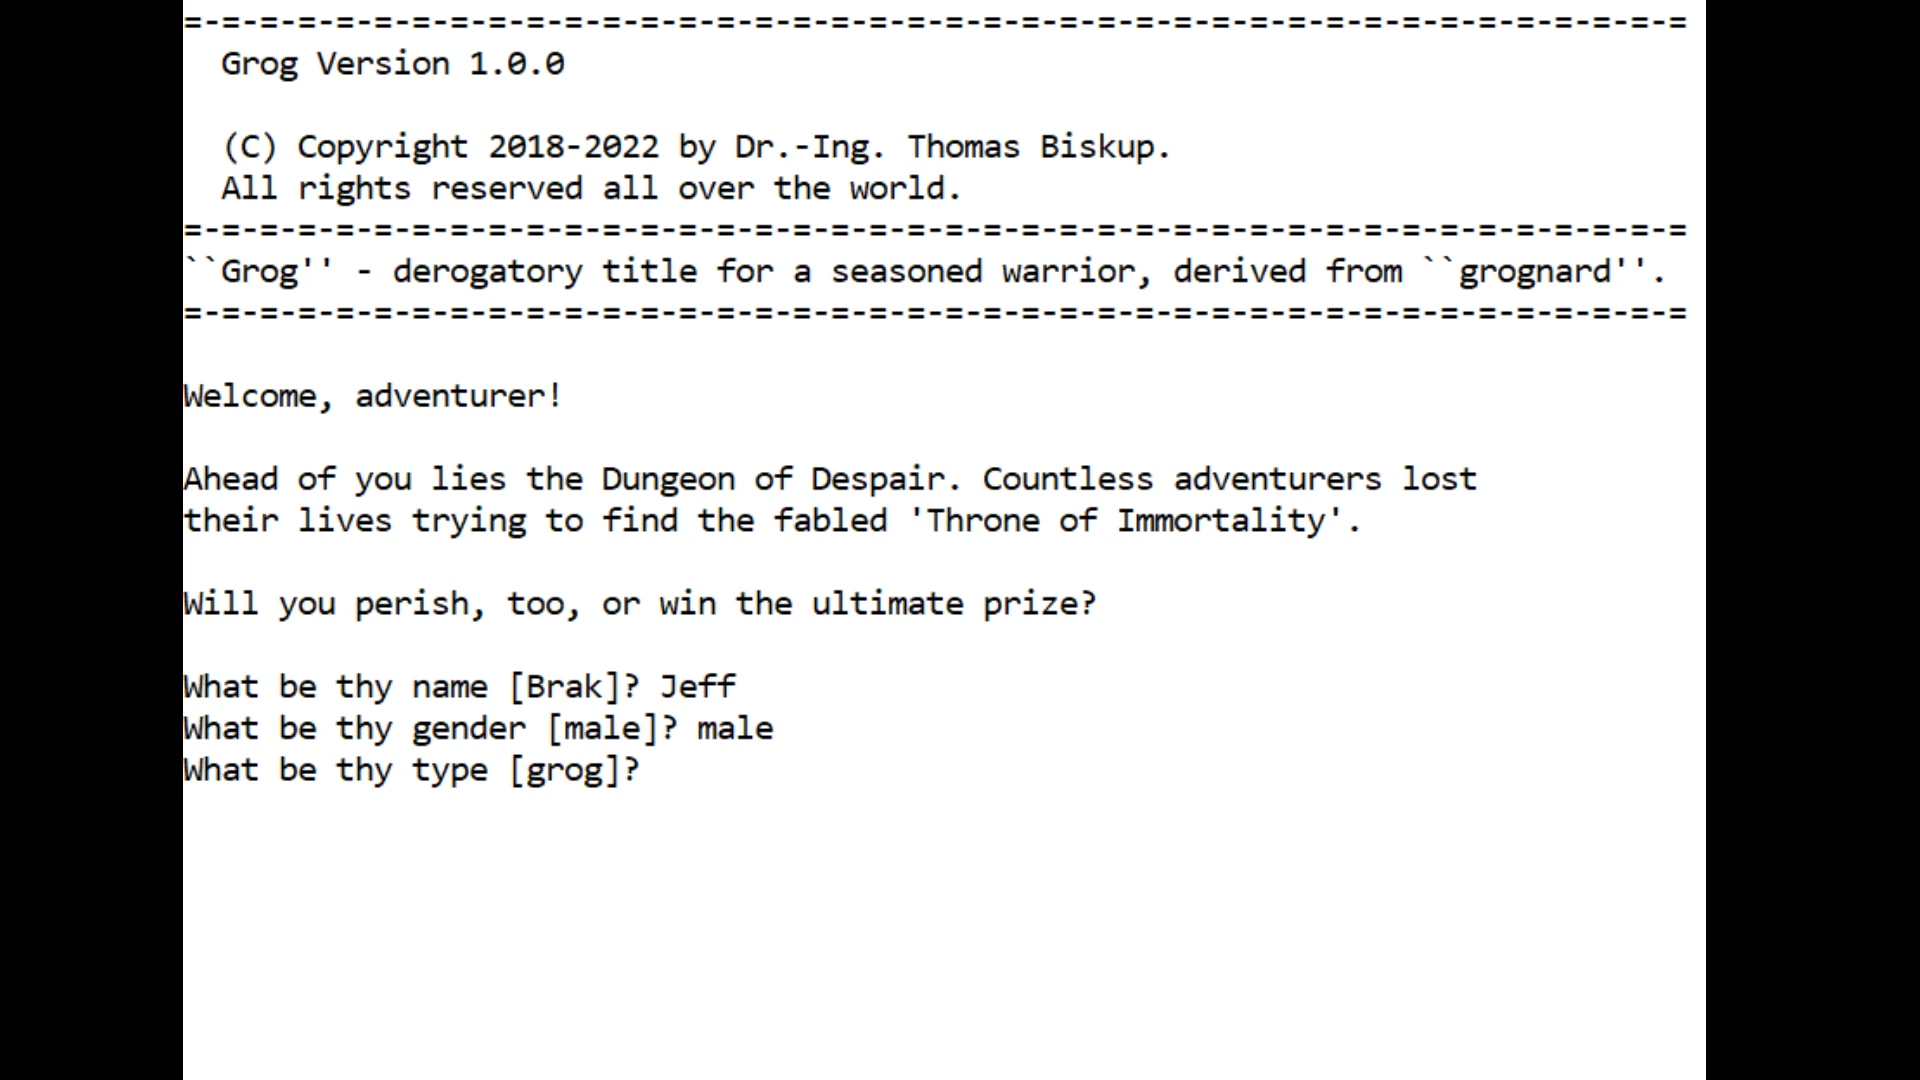 =-=-=-=-=-=-=-=-=-=-=-=-=-=-=-=-=-=-=-=-=-=-=-=-=-=-=-=-=-=-=-=-=-=-=-=-=-=-=-=
Grog Version 1.0.0
(C) Copyright 2018-2022 by Dr.-Ing. Thomas Biskup.
All rights reserved all over the world.
=-=-=-=-=-=-=-=-=-=-=-=-=-=-=-=-=-=-=-=-=-=-=-=-=-=-=-=-=-=-=-=-=-=-=-=-=-=-=-=
``Grog'' - derogatory title for a seasoned warrior, derived from ``grognard''.
=-=-=-=-=-=-=-=-=-=-=-=-=-=-=-=-=-=-=-=-=-=-=-=-=-=-=-=-=-=-=-=-=-=-=-=-=-=-=-=
Welcome, adventurer!
Ahead of you lies the Dungeon of Despair. Countless adventurers lost
their lives trying to find the fabled 'Throne of Immortality'.
Will you perish, too, or win the ultimate prize?
What be thy name [Brak]? Jeff
What be thy gender [male]? male
What be thy type [grog]?